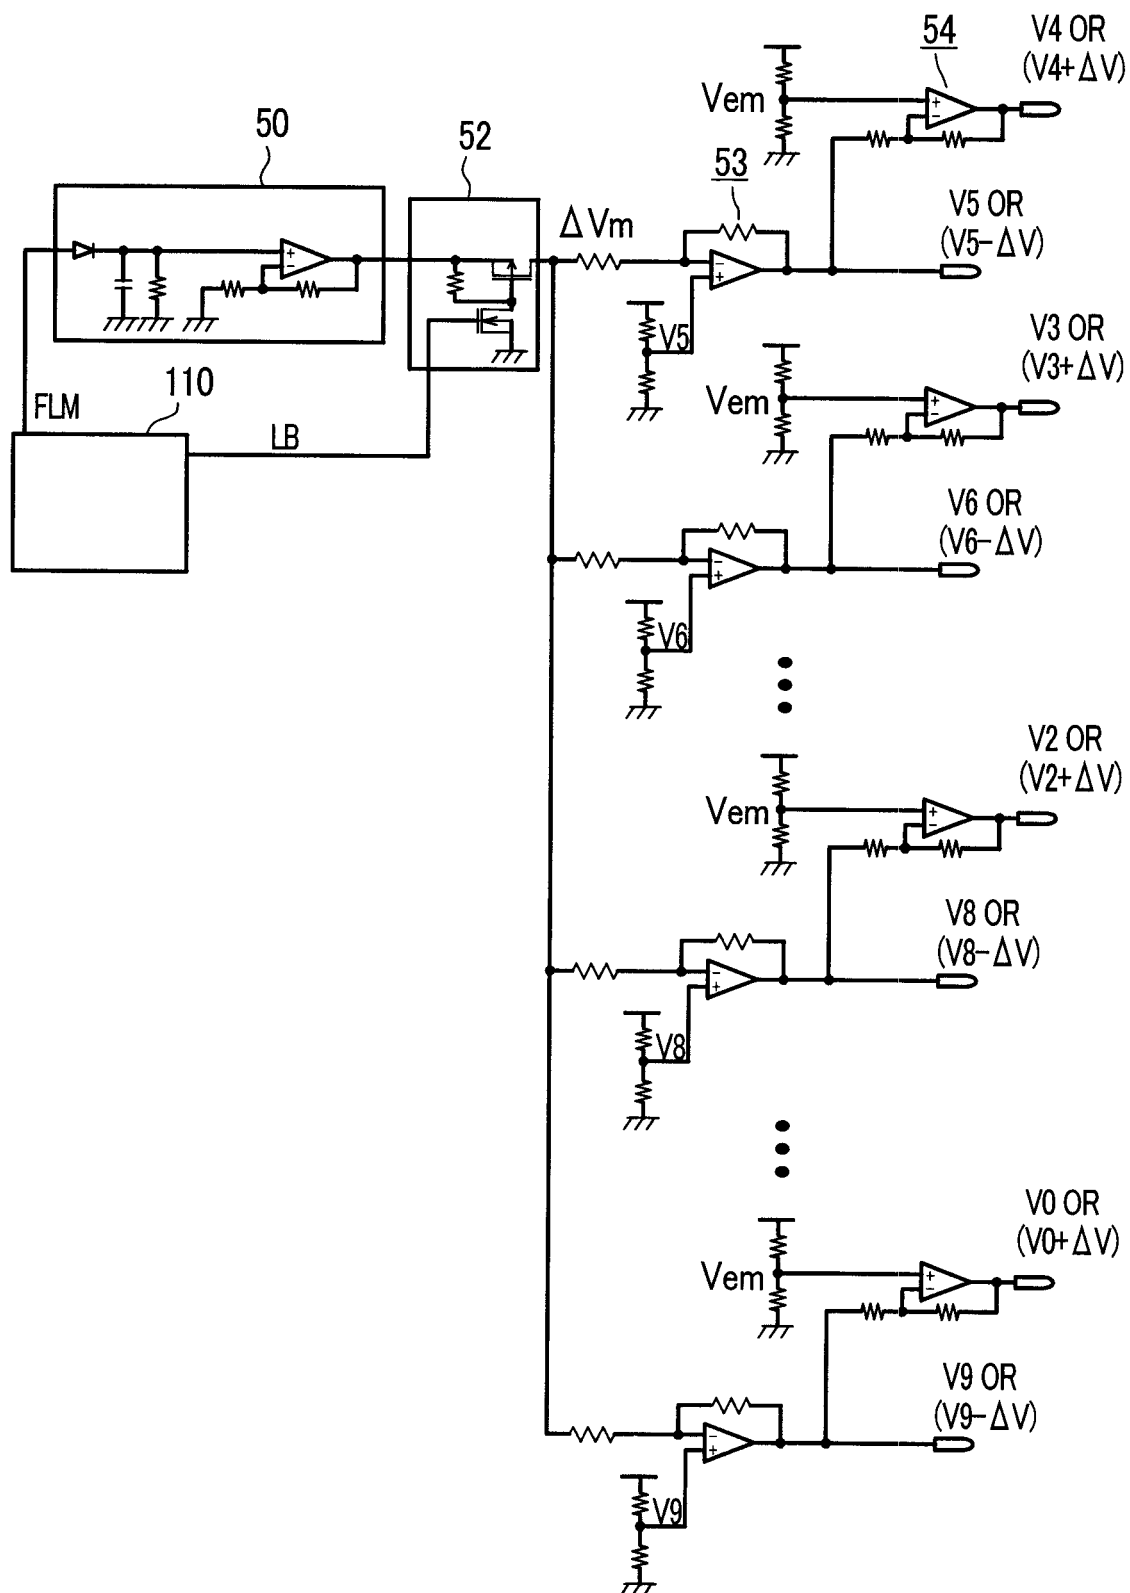 54
V4 OR
(V4+ΔV)
Vem
50
52
53
ΔVm
V5 OR
(V5-ΔV)
V5
V3 OR
(V3+ΔV)
Vem
FLM
110
LB
V6 OR
(V6-ΔV)
V6
V2 OR
(V2+ΔV)
Vem
V8 OR
(V8-ΔV)
V8
V0 OR
(V0+ΔV)
Vem
V9 OR
(V9-ΔV)
V9